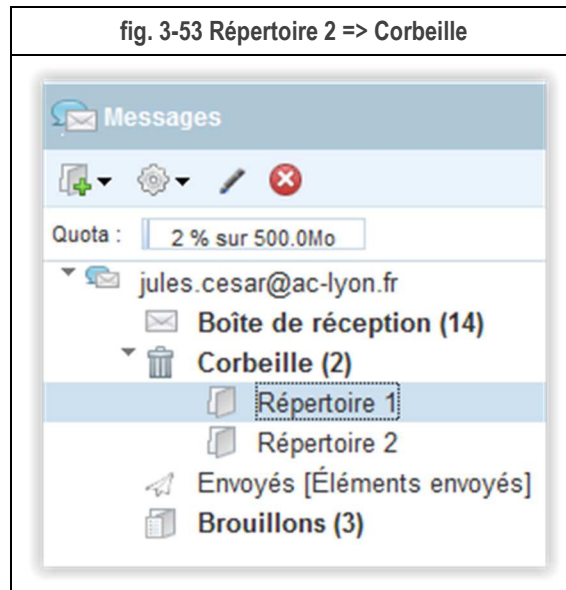 fig. 3-53 Répertoire 2 => Corbeille
Messages
Quota : 2 % sur 500.0Mo
jules.cesar@ac-lyon.fr
Boîte de réception (14)
Corbeille (2)
Répertoire 1
Répertoire 2
Envoyés [Éléments envoyés]
Brouillons (3)